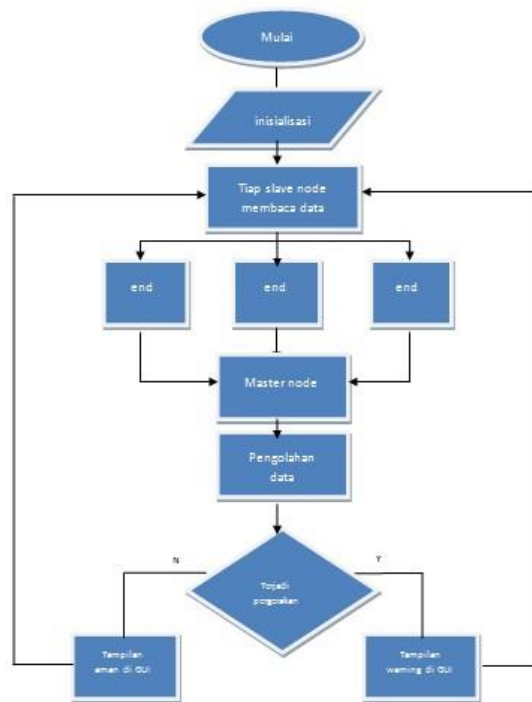 Mulai
inisialisasi
Tiap slave node
membaca data
end
end
end
Master node
Pengolahan
data
N
Y
Terjadi
pergerakan
Tampilan
aman di GUI
Tampilan
warning di GUI